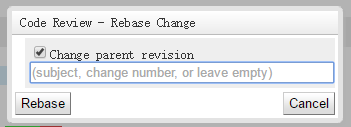 Code Review - Rebase Change
Change parent revision
(subject, change number, or leave empty)
Rebase Cancel